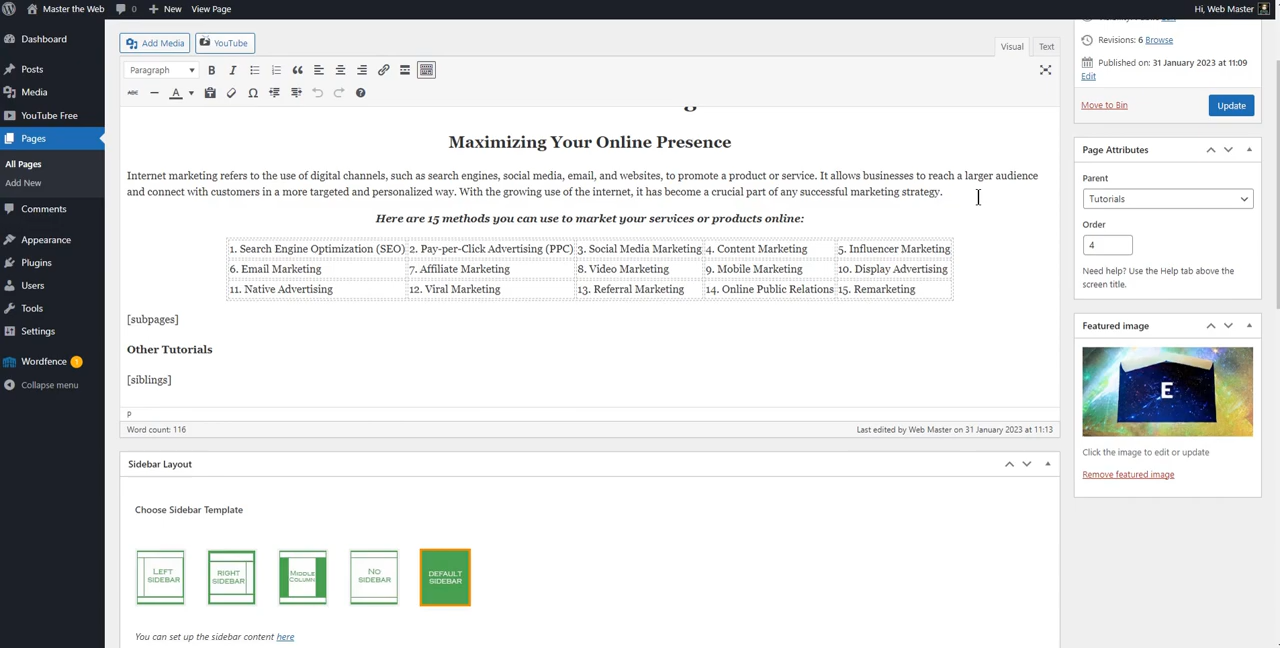 Master the Web 0 New View Page Hi, Web Master
Dashboard
Posts
Media
YouTube Free
Pages
All Pages
Add New
Comments
Appearance
Plugins
Users
Tools
Settings
Wordfence 1
Collapse menu
Add Media YouTube
Visual Text
Paragraph B I
ABC A Ω
Maximizing Your Online Presence
Internet marketing refers to the use of digital channels, such as search engines, social media, email, and websites, to promote a product or service. It allows businesses to reach a larger audience
and connect with customers in a more targeted and personalized way. With the growing use of the internet, it has become a crucial part of any successful marketing strategy.
Here are 15 methods you can use to market your services or products online:
1. Search Engine Optimization (SEO) 2. Pay-per-Click Advertising (PPC) 3. Social Media Marketing 4. Content Marketing 5. Influencer Marketing
6. Email Marketing 7. Affiliate Marketing 8. Video Marketing 9. Mobile Marketing 10. Display Advertising
11. Native Advertising 12. Viral Marketing 13. Referral Marketing 14. Online Public Relations 15. Remarketing
[subpages]
Other Tutorials
[siblings]
P
Word count: 116 Last edited by Web Master on 31 January 2023 at 11:13
Sidebar Layout
Choose Sidebar Template
LEFT SIDEBAR
RIGHT SIDEBAR
MIDDLE COLUMN
NO SIDEBAR
DEFAULT SIDEBAR
You can set up the sidebar content here
Revisions: 6 Browse
Published on: 31 January 2023 at 11:09
Edit
Move to Bin Update
Page Attributes
Parent
Tutorials
Order
4
Need help? Use the Help tab above the
screen title.
Featured image
E
Click the image to edit or update
Remove featured image